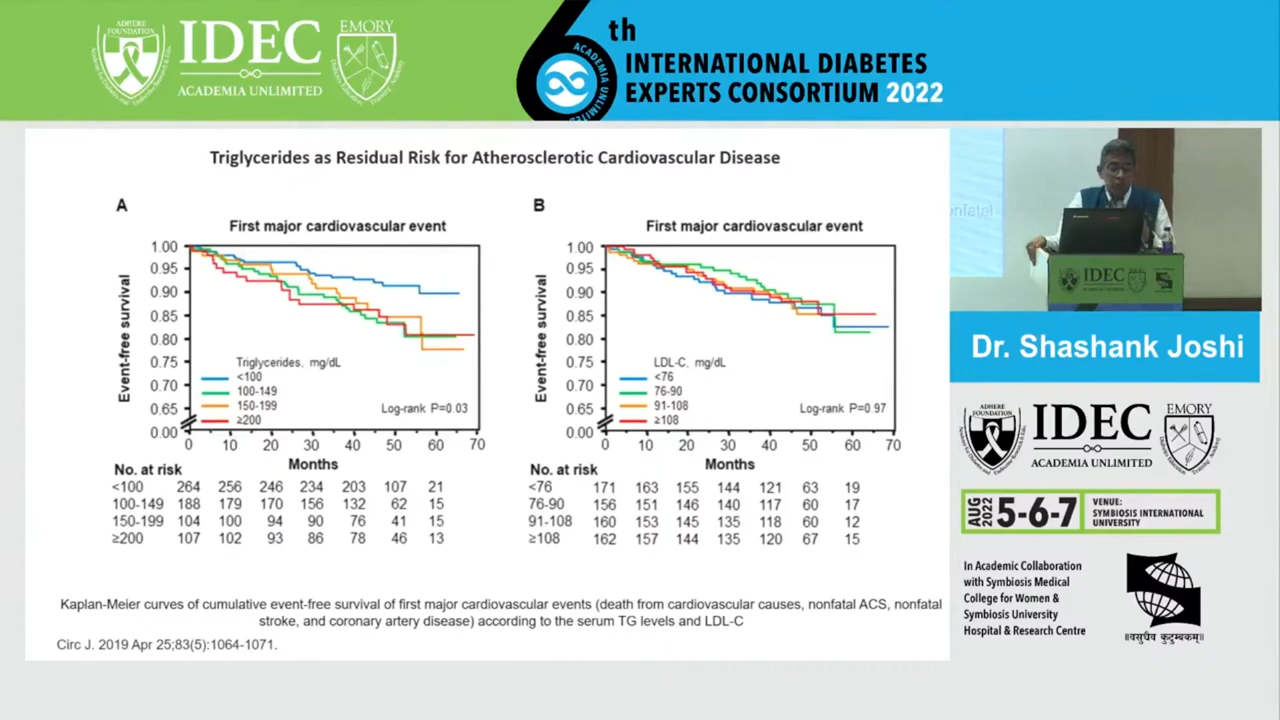 ADHERE
FOUNDATION
IDEC
ACADEMIA UNLIMITED
EMORY
6th
INTERNATIONAL DIABETES
EXPERTS CONSORTIUM 2022
ACADEMIA UNLIMITED
Triglycerides as Residual Risk for Atherosclerotic Cardiovascular Disease
A
First major cardiovascular event
Event-free survival
1.00
0.95
0.90
0.85
0.80
0.75
0.70
0.65
0.00
Triglycerides, mg/dL
<100
100-149
150-199
≥200
Log-rank P=0.03
0 10 20 30 40 50 60 70
Months
No. at risk
<100 264 256 246 234 203 107 21
100-149 188 179 170 156 132 62 15
150-199 104 100 94 90 76 41 15
≥200 107 102 93 86 78 46 13
B
First major cardiovascular event
Event-free survival
1.00
0.95
0.90
0.85
0.80
0.75
0.70
0.65
0.00
LDL-C, mg/dL
<76
76-90
91-108
≥108
Log-rank P=0.97
0 10 20 30 40 50 60 70
Months
No. at risk
<76 171 163 155 144 121 63 19
76-90 156 151 146 140 117 60 17
91-108 160 153 145 135 118 60 12
≥108 162 157 144 135 120 67 15
Kaplan-Meier curves of cumulative event-free survival of first major cardiovascular events (death from cardiovascular causes, nonfatal ACS, nonfatal
stroke, and coronary artery disease) according to the serum TG levels and LDL-C
Circ J. 2019 Apr 25;83(5):1064-1071.
onfatal
IDEC
Dr. Shashank Joshi
ADHERE
FOUNDATION
IDEC
ACADEMIA UNLIMITED
EMORY
AUG
2022
5-6-7
VENUE:
SYMBIOSIS INTERNATIONAL
UNIVERSITY
In Academic Collaboration
with Symbiosis Medical
College for Women &
Symbiosis University
Hospital & Research Centre
॥वसुधैव कुटुम्बकम्॥